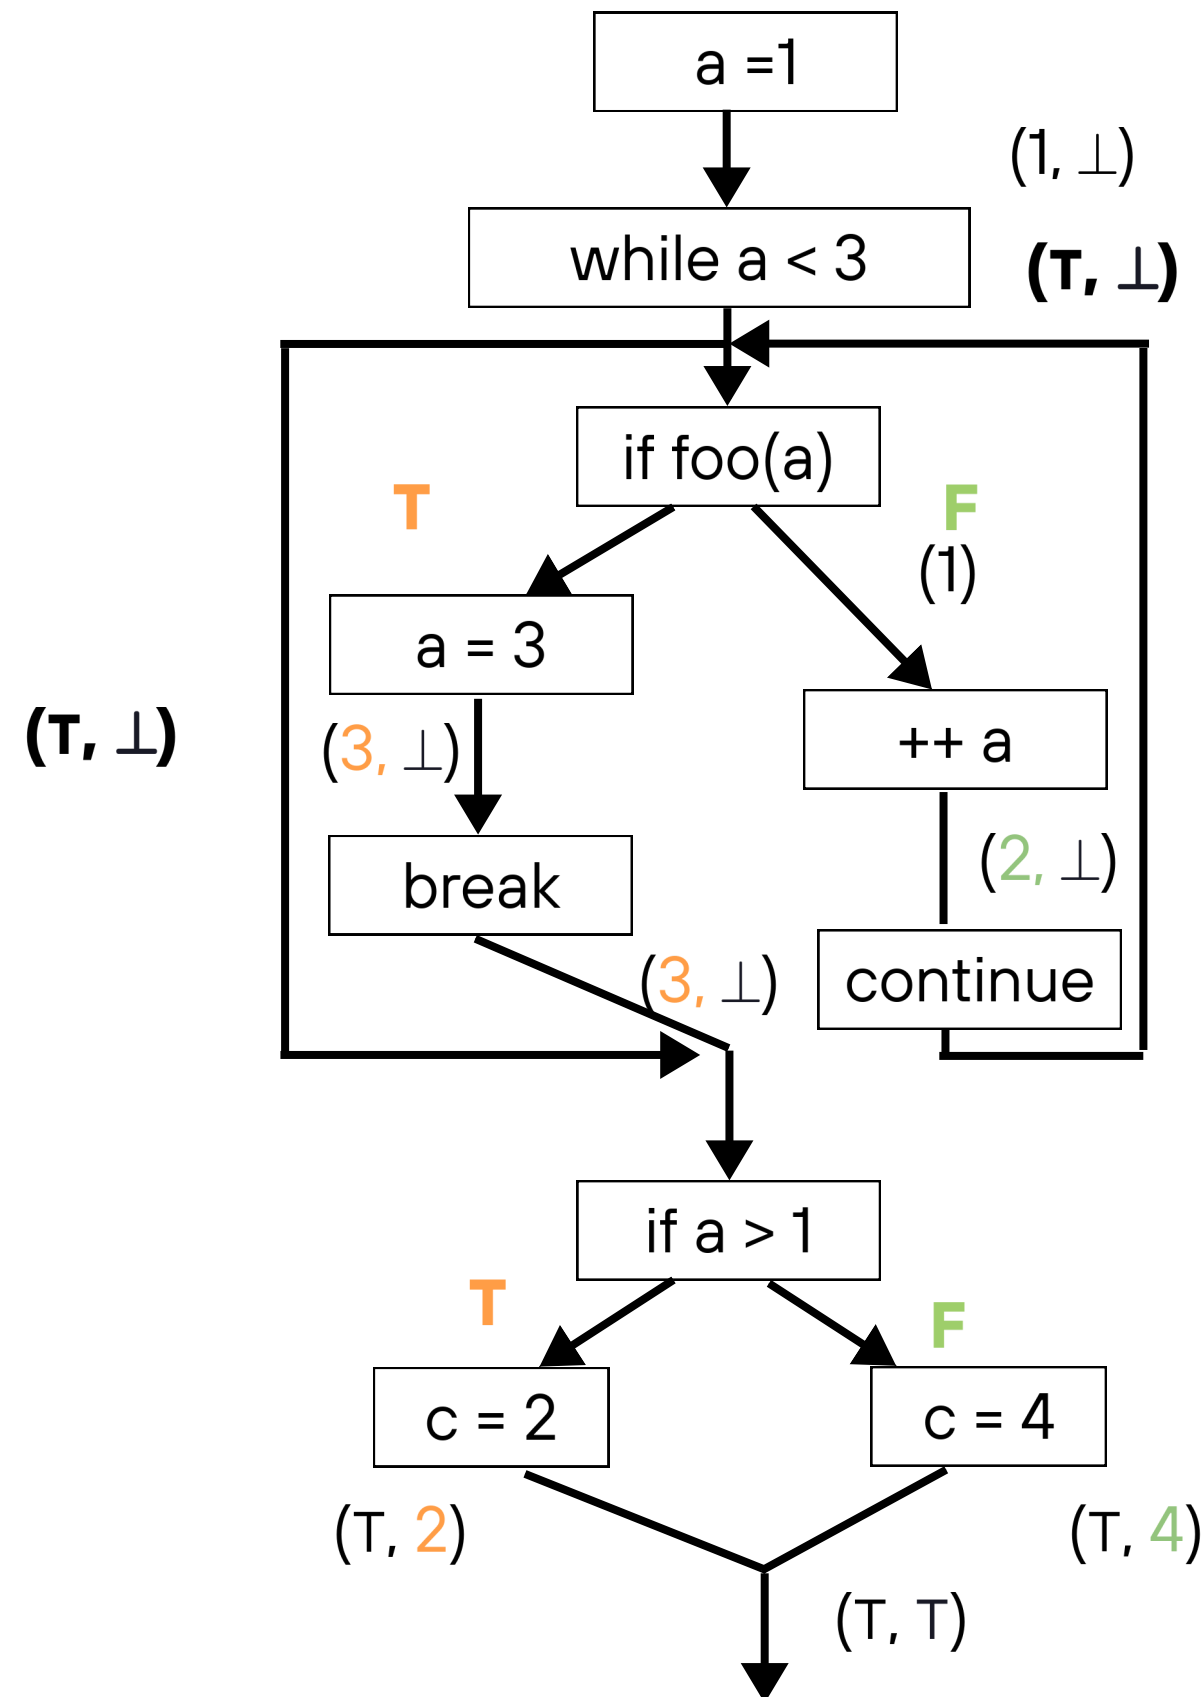 a =1
(1, ⊥)
while a < 3
(T, ⊥)
if foo(a)
T
F
(1)
a = 3
++ a
(T, ⊥)
(3, ⊥)
(2, ⊥)
break
continue
(3, ⊥)
if a > 1
T
F
c = 2
c = 4
(T, 2)
(T, 4)
(T, T)